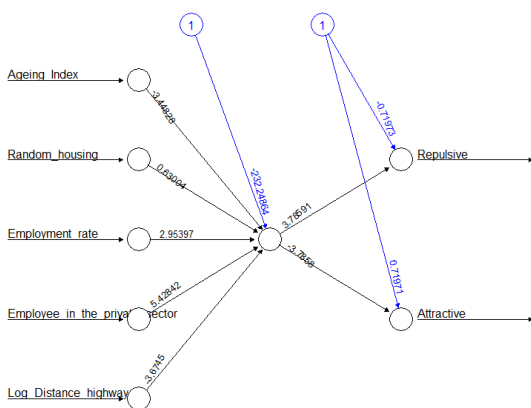 1 1
Ageing_Index
-3.44826
-0.71973
Random_housing
0.63004
Repulsive
-232.24864
3.78591
Employment_rate
2.95397
-3.7858
0.71971
Employee_in_the_private_sector
5.42842
Attractive
-3.6745
Log_Distance_highway